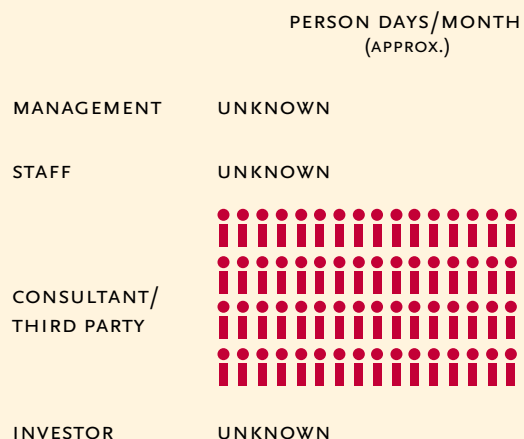 PERSON DAYS/MONTH
(APPROX.)
MANAGEMENT UNKNOWN
STAFF UNKNOWN
CONSULTANT/
THIRD PARTY
INVESTOR UNKNOWN